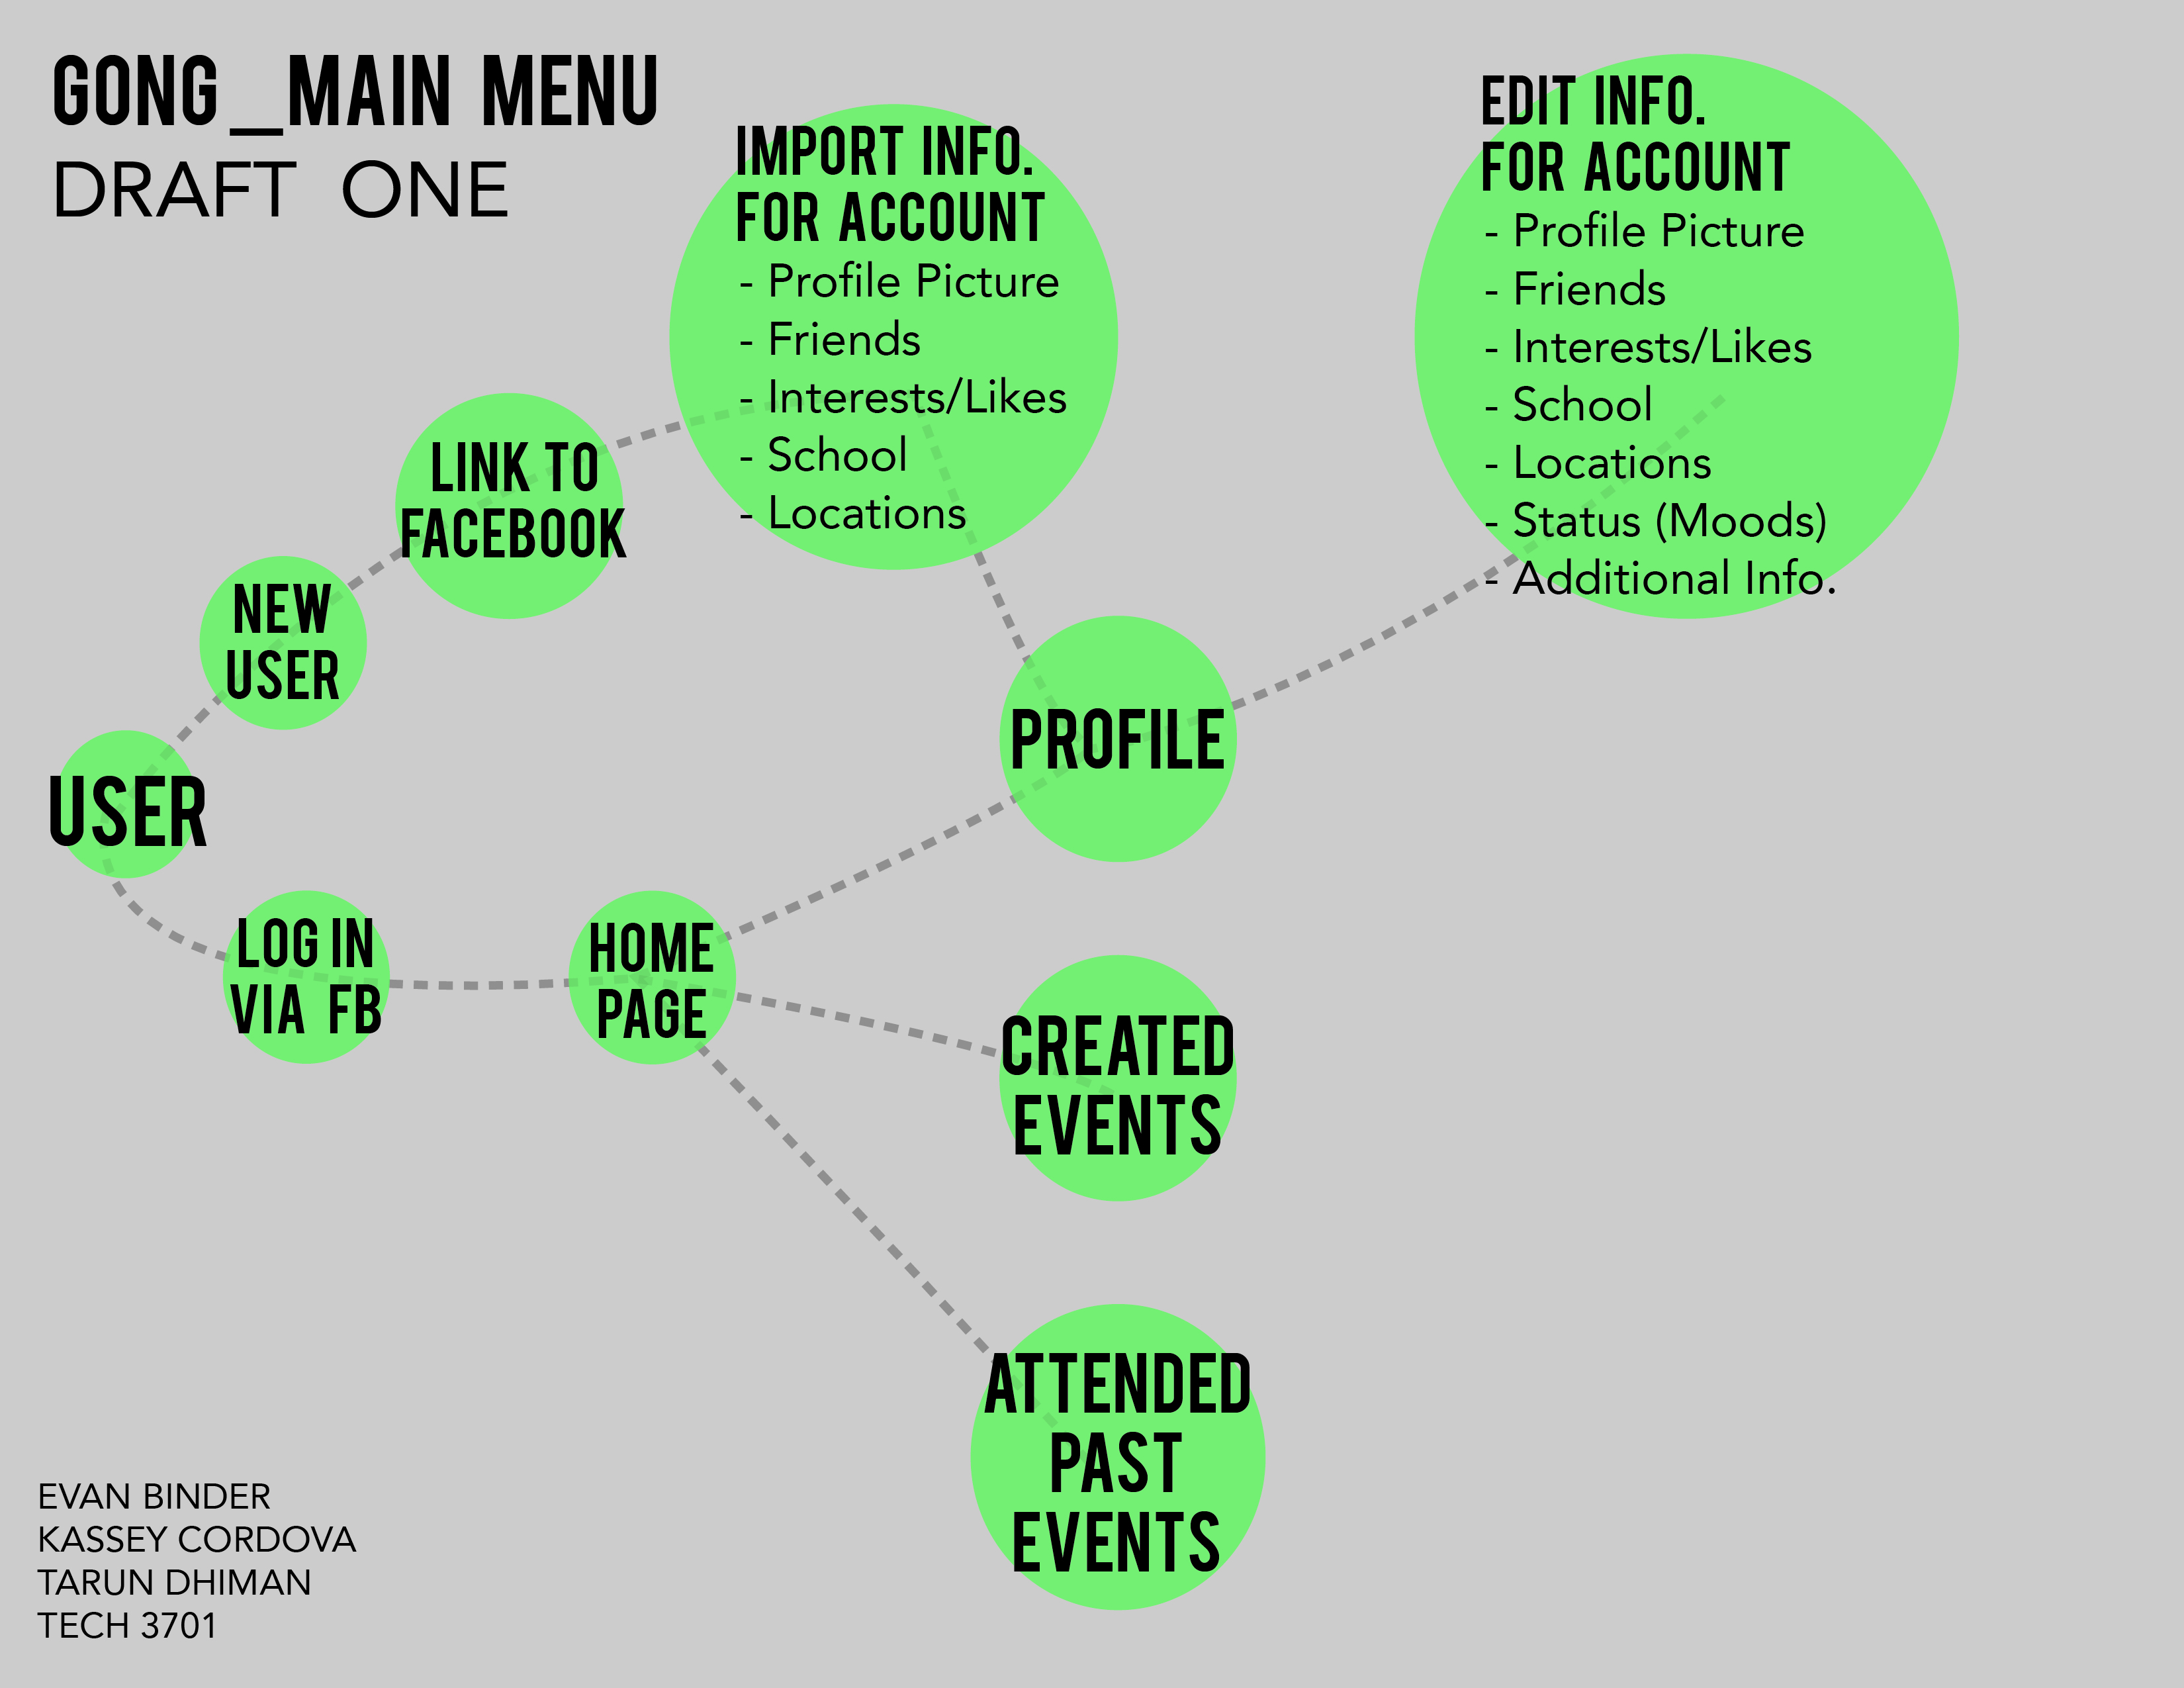 GONG_MAIN MENU
DRAFT ONE
IMPORT INFO.
FOR ACCOUNT
- Profile Picture
- Friends
- Interests/Likes
- School
- Locations
EDIT INFO.
FOR ACCOUNT
- Profile Picture
- Friends
- Interests/Likes
- School
- Locations
- Status (Moods)
- Additional Info.
LINK TO
FACEBOOK
NEW
USER
USER
PROFILE
LOG IN
VIA FB
HOME
PAGE
CREATED
EVENTS
ATTENDED
PAST
EVENTS
EVAN BINDER
KASSEY CORDOVA
TARUN DHIMAN
TECH 3701